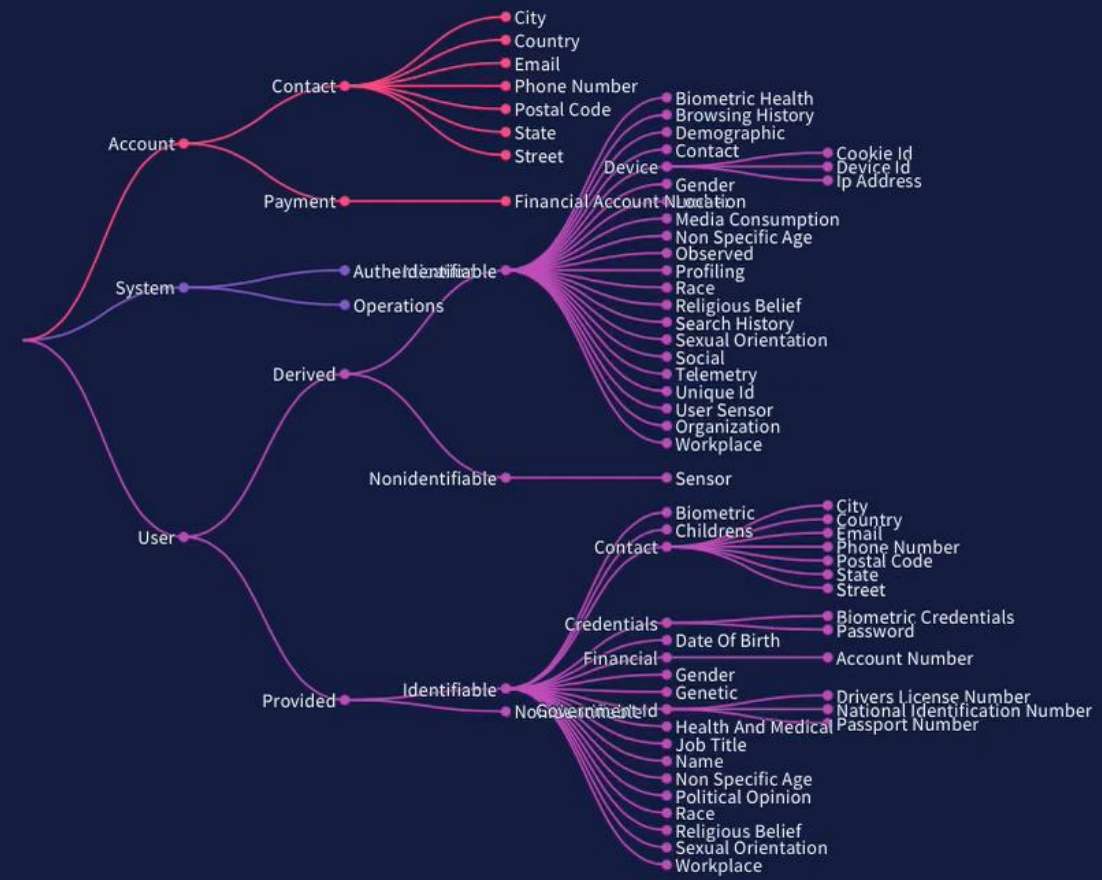 Account
Contact
City
Country
Email
Phone Number
Postal Code
State
Street
Payment
Financial Account Number
System
Authentication
Operations
User
Derived
Identifiable
Biometric Health
Browsing History
Demographic
Contact
Device
Cookie Id
Device Id
Ip Address
Gender
Location
Media Consumption
Non Specific Age
Observed
Profiling
Race
Religious Belief
Search History
Sexual Orientation
Social
Telemetry
Unique Id
User Sensor
Organization
Workplace
Nonidentifiable
Sensor
Provided
Identifiable
Biometric
Childrens
Contact
City
Country
Email
Phone Number
Postal Code
State
Street
Credentials
Biometric Credentials
Password
Date Of Birth
Financial
Account Number
Gender
Genetic
Government Id
Drivers License Number
National Identification Number
Passport Number
Health And Medical
Job Title
Name
Non Specific Age
Political Opinion
Race
Religious Belief
Sexual Orientation
Workplace
Nonidentifiable